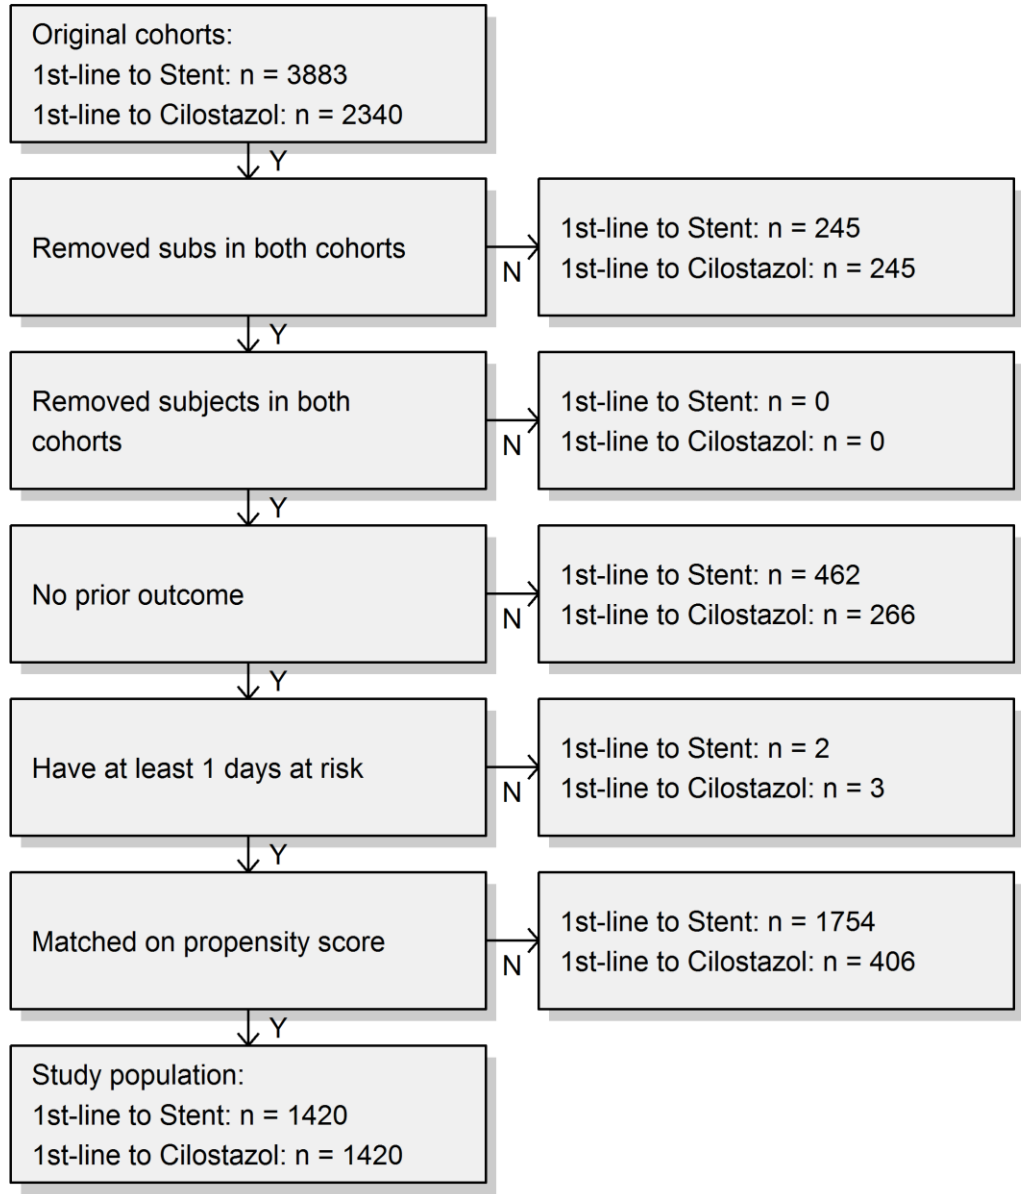 Original cohorts:
1st-line to Stent: n = 3883
1st-line to Cilostazol: n = 2340
Y
Removed subs in both cohorts
N
1st-line to Stent: n = 245
1st-line to Cilostazol: n = 245
Y
Removed subjects in both
cohorts
N
1st-line to Stent: n = 0
1st-line to Cilostazol: n = 0
Y
No prior outcome
N
1st-line to Stent: n = 462
1st-line to Cilostazol: n = 266
Y
Have at least 1 days at risk
N
1st-line to Stent: n = 2
1st-line to Cilostazol: n = 3
Y
Matched on propensity score
N
1st-line to Stent: n = 1754
1st-line to Cilostazol: n = 406
Y
Study population:
1st-line to Stent: n = 1420
1st-line to Cilostazol: n = 1420